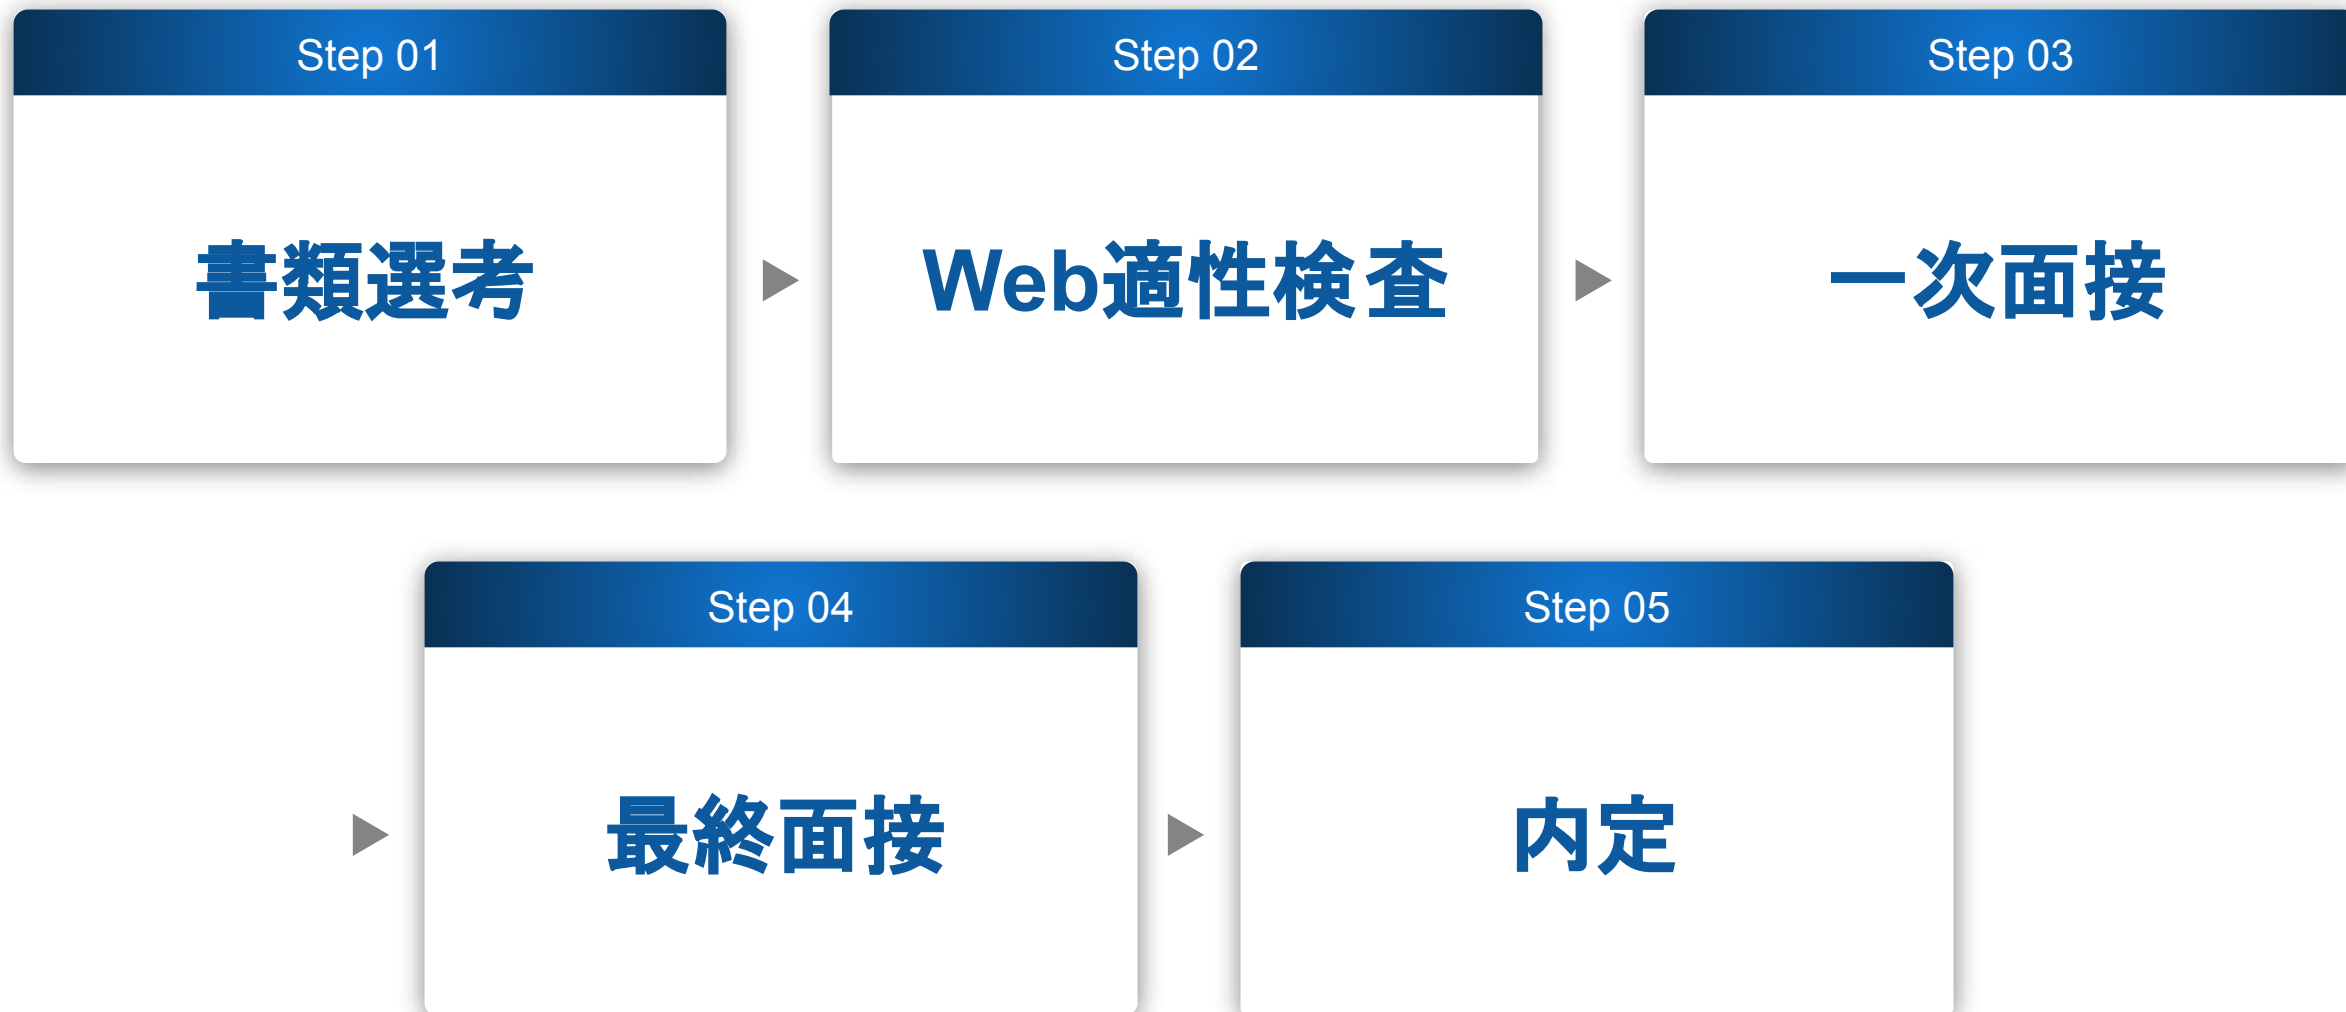 Step 01
書類選考
Step 02
Web適性検査
Step 03
一次面接
Step 04
最終面接
Step 05
内定